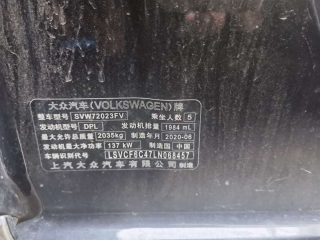 大众汽车(VOLKSWAGEN)牌
整车型号 SVW72023FV 乘坐人数 5
发动机型号 DPL 发动机排量 1984 mL
最大允许总质量 2035kg 制造年月 2020-06
发动机最大净功率 137 kW 制造国 中国
车辆识别代号 LSVCF6C47LN068457
上汽大众汽车有限公司 制造